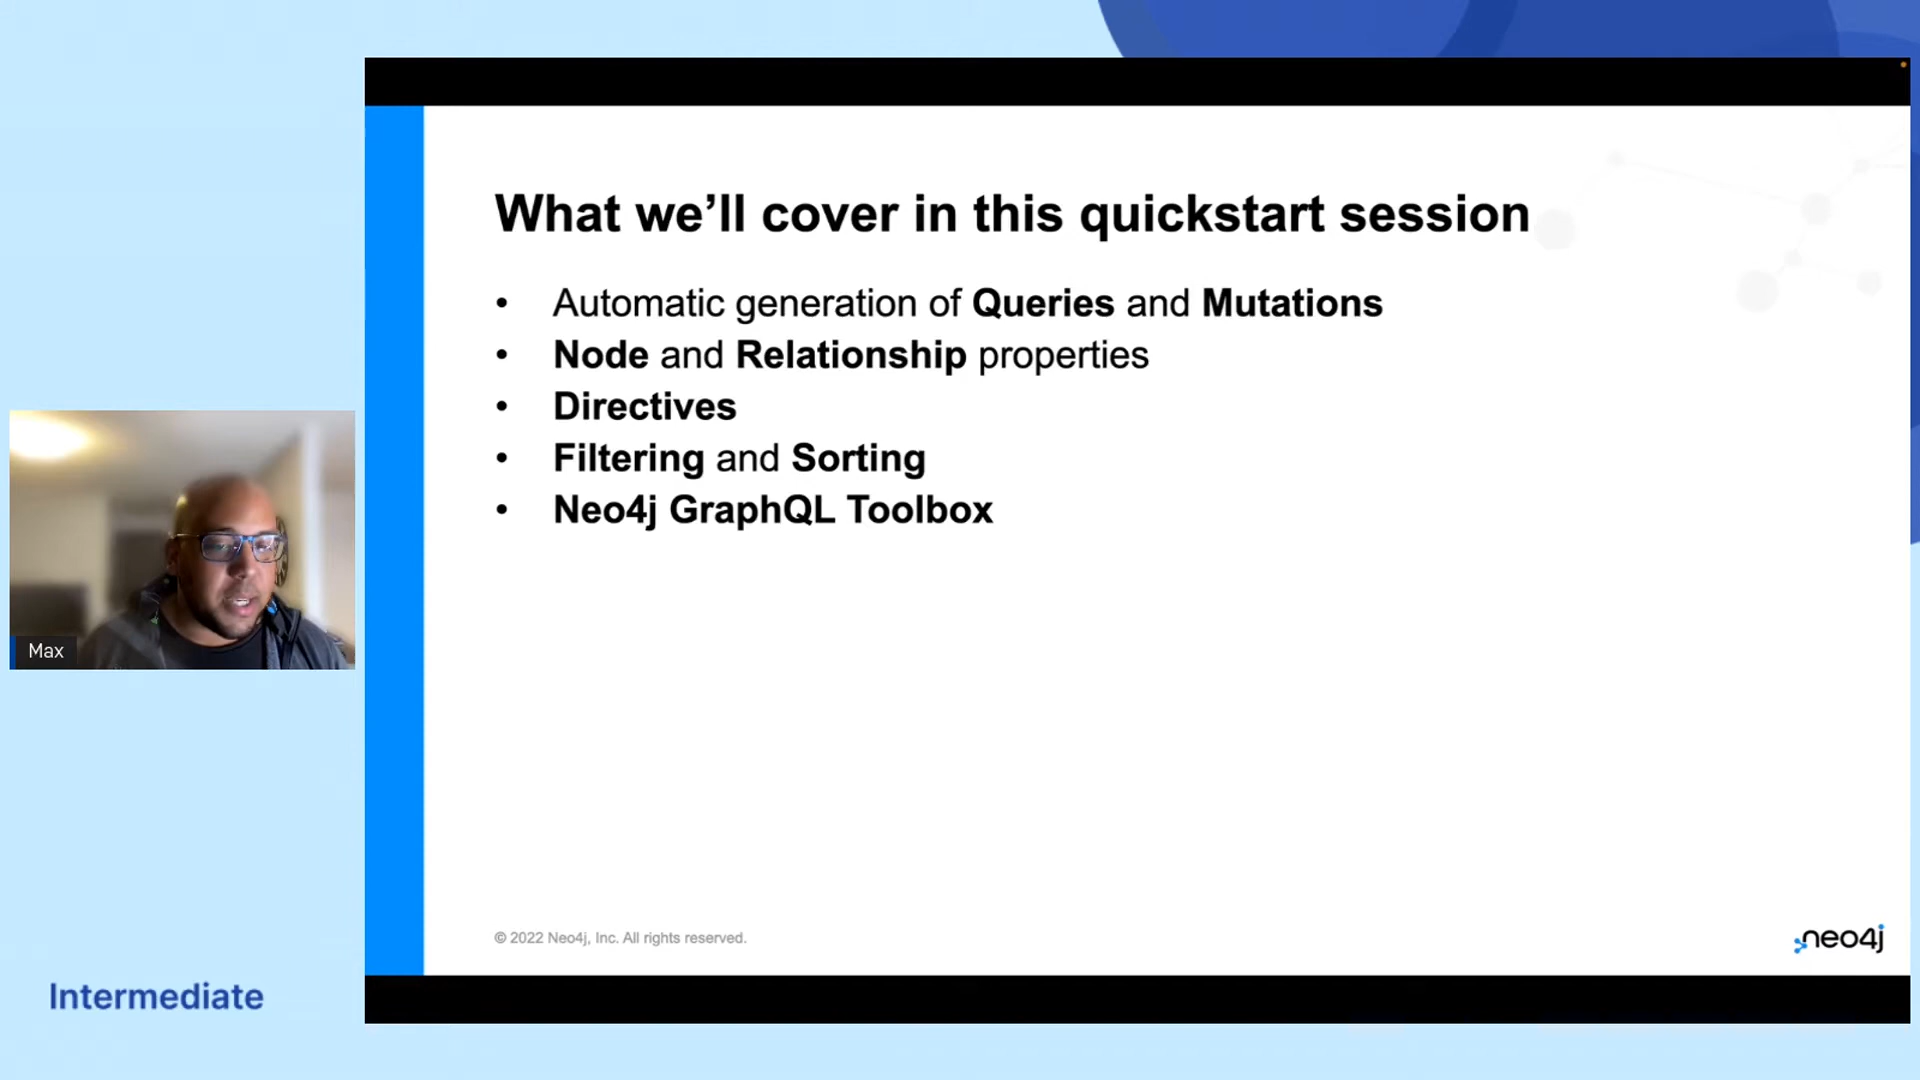 What we’ll cover in this quickstart session
• Automatic generation of Queries and Mutations
• Node and Relationship properties
• Directives
• Filtering and Sorting
• Neo4j GraphQL Toolbox
Max
© 2022 Neo4j, Inc. All rights reserved.
neo4j
Intermediate